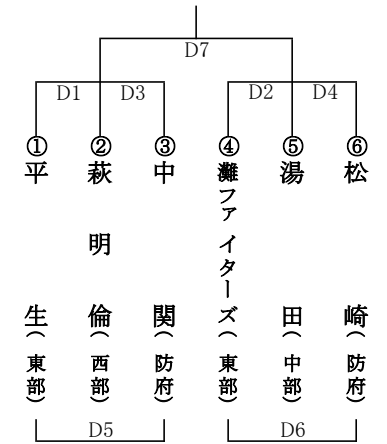 D7
D1 D3 D2 D4
①平生（東部）
②萩明倫（西部）
③中関（防府）
④灘ファイターズ（東部）
⑤湯田（中部）
⑥松崎（防府）
D5 D6